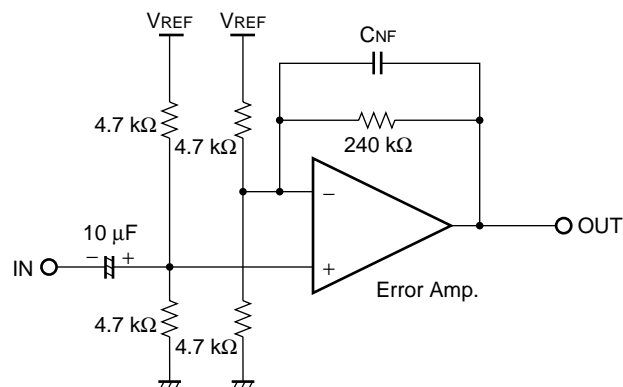 VREF
VREF
CNF
4.7 kΩ
4.7 kΩ
240 kΩ
−
10 µF
IN
− +
+
OUT
Error Amp.
4.7 kΩ
4.7 kΩ